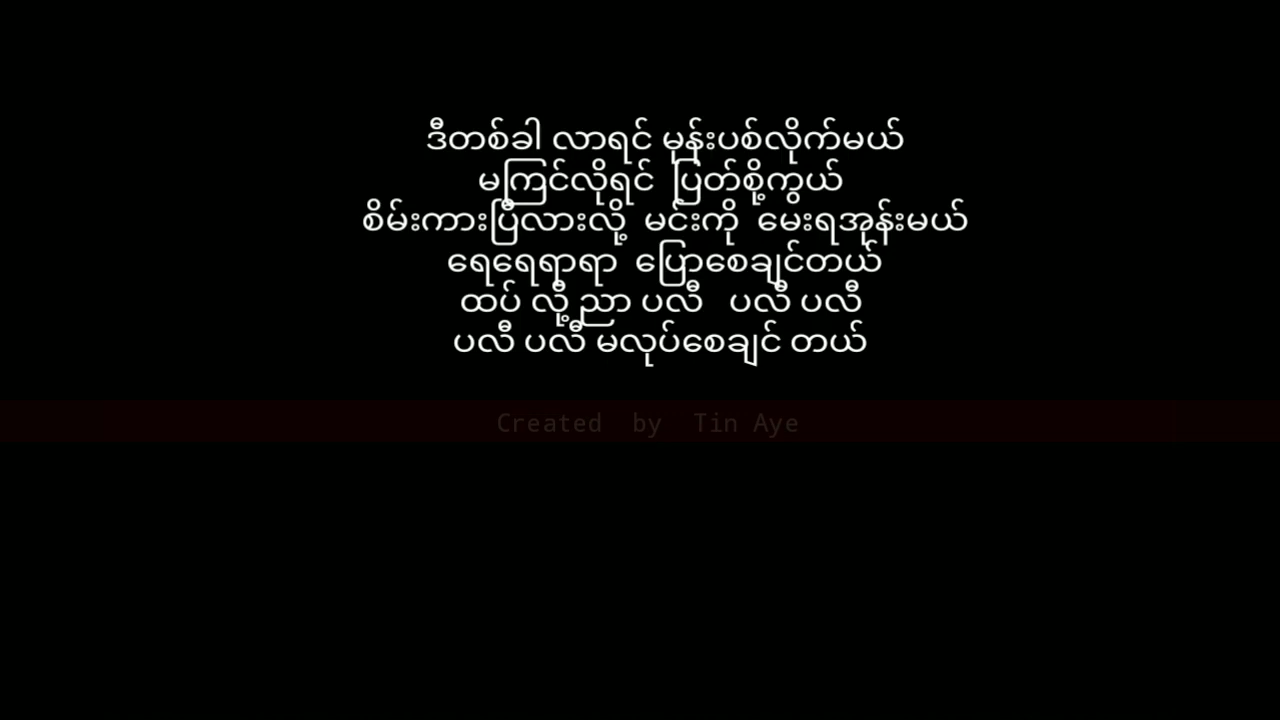 ဒီတစ်ခါ လာရင် မုန်းပစ်လိုက်မယ်
မကြင်လိုရင် ပြတ်စို့ကွယ်
စိမ်းကားပြီလားလို့ မင်းကို မေးရအုန်းမယ်
ရေရေရာရာ ပြောစေချင်တယ်
ထပ် လို့ ညာ ပလီ ပလီ ပလီ
ပလီ ပလီ မလုပ်စေချင် တယ်
Created by Tin Aye